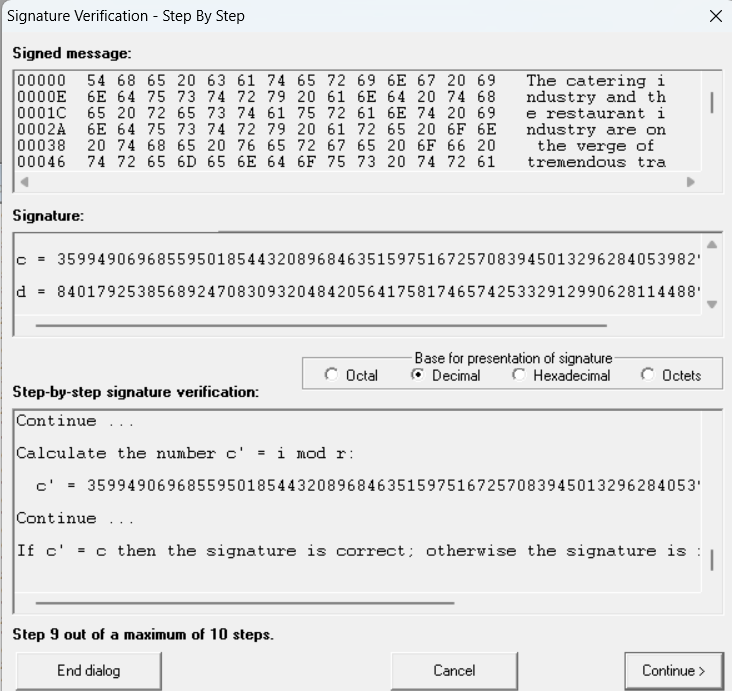 Signature Verification - Step By Step
Signed message:
00000 54 68 65 20 63 61 74 65 72 69 6E 67 20 69 The catering i
0000E 6E 64 75 73 74 72 79 20 61 6E 64 20 74 68 ndustry and th
0001C 65 20 72 65 73 74 61 75 72 61 6E 74 20 69 e restaurant i
0002A 6E 64 75 73 74 72 79 20 61 72 65 20 6F 6E ndustry are on
00038 20 74 68 65 20 76 65 72 67 65 20 6F 66 20 the verge of
00046 74 72 65 6D 65 6E 64 6F 75 73 20 74 72 61 tremendous tra
Signature:
c = 359949069685595018544320896846351597516725708394501329628405398​2
d = 840179253856892470830932048420564175817465742533291299062811448​8
Base for presentation of signature
Octal Decimal Hexadecimal Octets
Step-by-step signature verification:
Continue ...
Calculate the number c' = i mod r:
c' = 359949069685595018544320896846351597516725708394501329628405​3
Continue ...
If c' = c then the signature is correct; otherwise the signature is
Step 9 out of a maximum of 10 steps.
End dialog
Cancel
Continue >